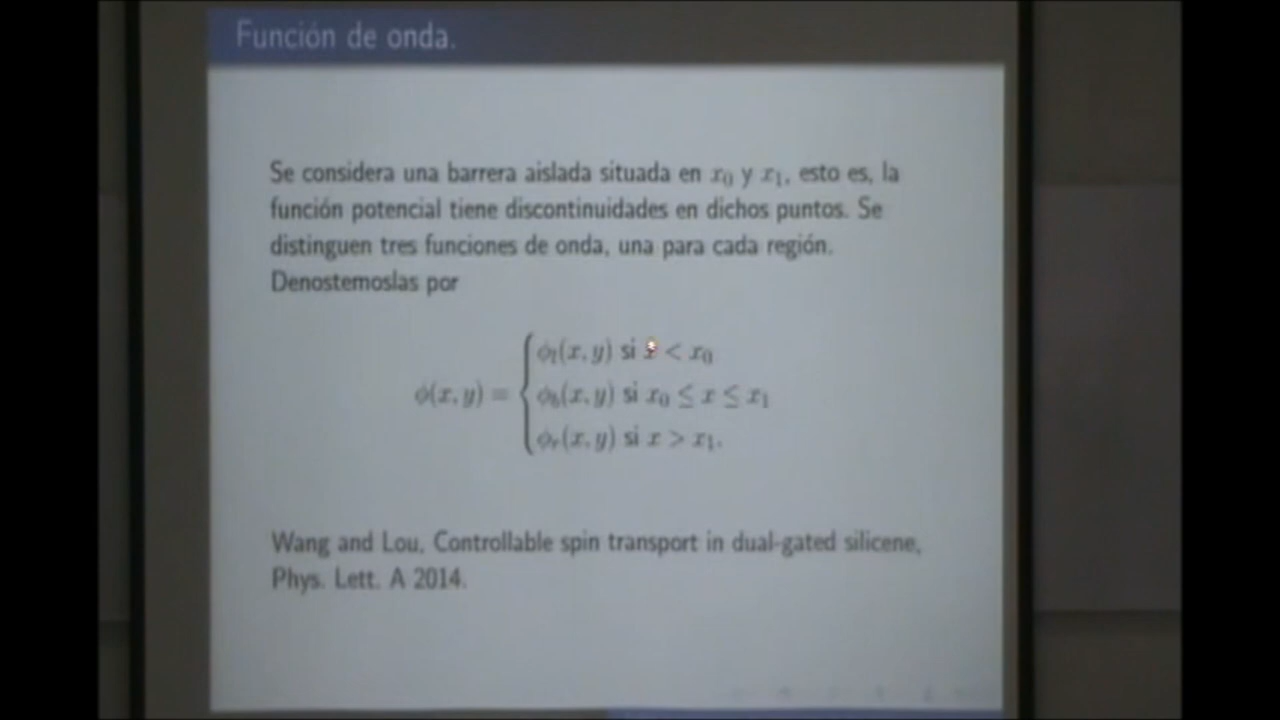 Función de onda.
Se considera una barrera aislada situada en x₀ y x₁, esto es, la
función potencial tiene discontinuidades en dichos puntos. Se
distinguen tres funciones de onda, una para cada región.
Denostemoslas por
ϕ(x, y) = { ϕₗ(x, y) si x < x₀
ϕ_b(x, y) si x₀ ≤ x ≤ x₁
ϕᵣ(x, y) si x > x₁.
Wang and Lou, Controllable spin transport in dual-gated silicene,
Phys. Lett. A 2014.